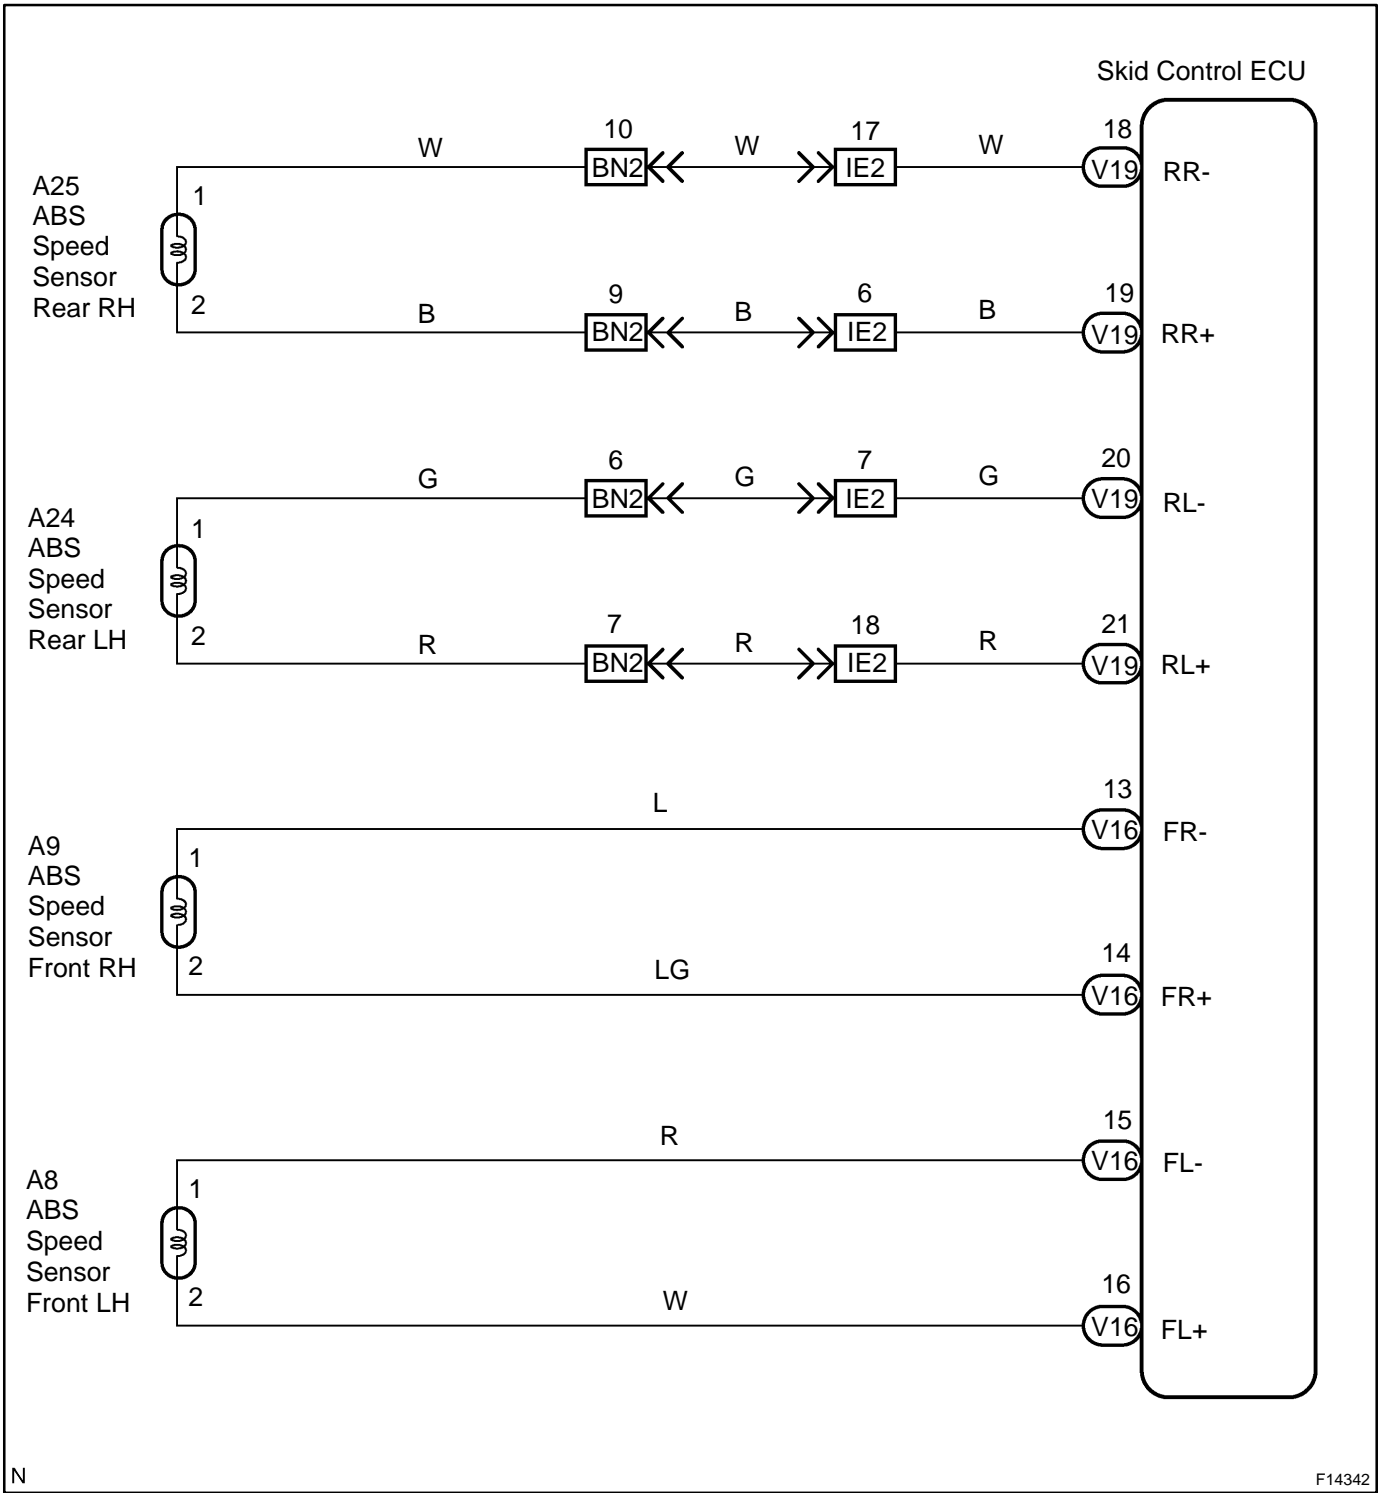 Skid Control ECU
A25
ABS
Speed
Sensor
Rear RH
1
2
W
10
BN2
W
17
IE2
W
18
V19
RR-
B
9
BN2
B
6
IE2
B
19
V19
RR+
A24
ABS
Speed
Sensor
Rear LH
1
2
G
6
BN2
G
7
IE2
G
20
V19
RL-
R
7
BN2
R
18
IE2
R
21
V19
RL+
A9
ABS
Speed
Sensor
Front RH
1
2
L
13
V16
FR-
LG
14
V16
FR+
A8
ABS
Speed
Sensor
Front LH
1
2
R
15
V16
FL-
W
16
V16
FL+
N
F14342